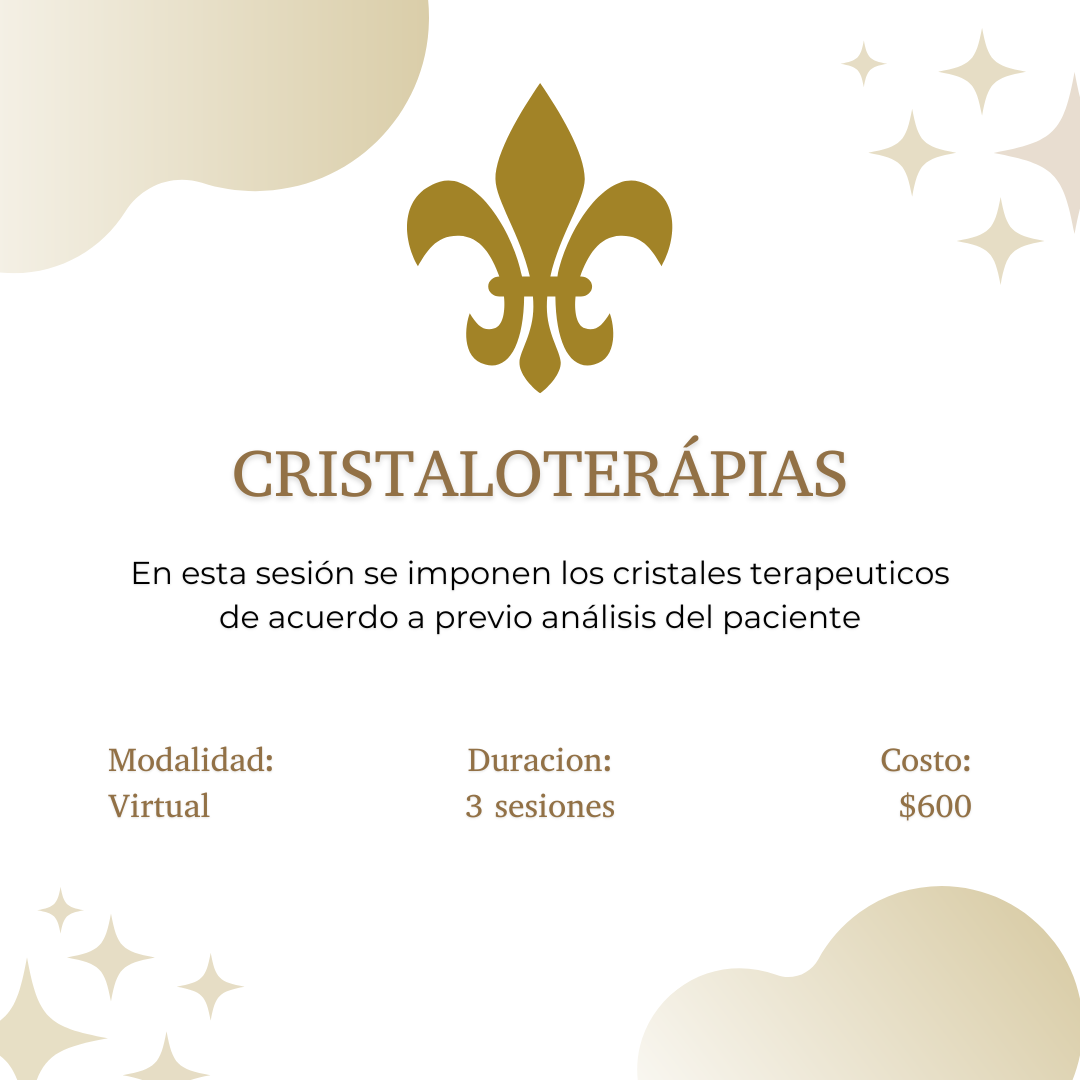 CRISTALOTERÁPIAS
En esta sesión se imponen los cristales terapeuticos
de acuerdo a previo análisis del paciente
Modalidad:
Virtual
Duracion:
3 sesiones
Costo:
$600